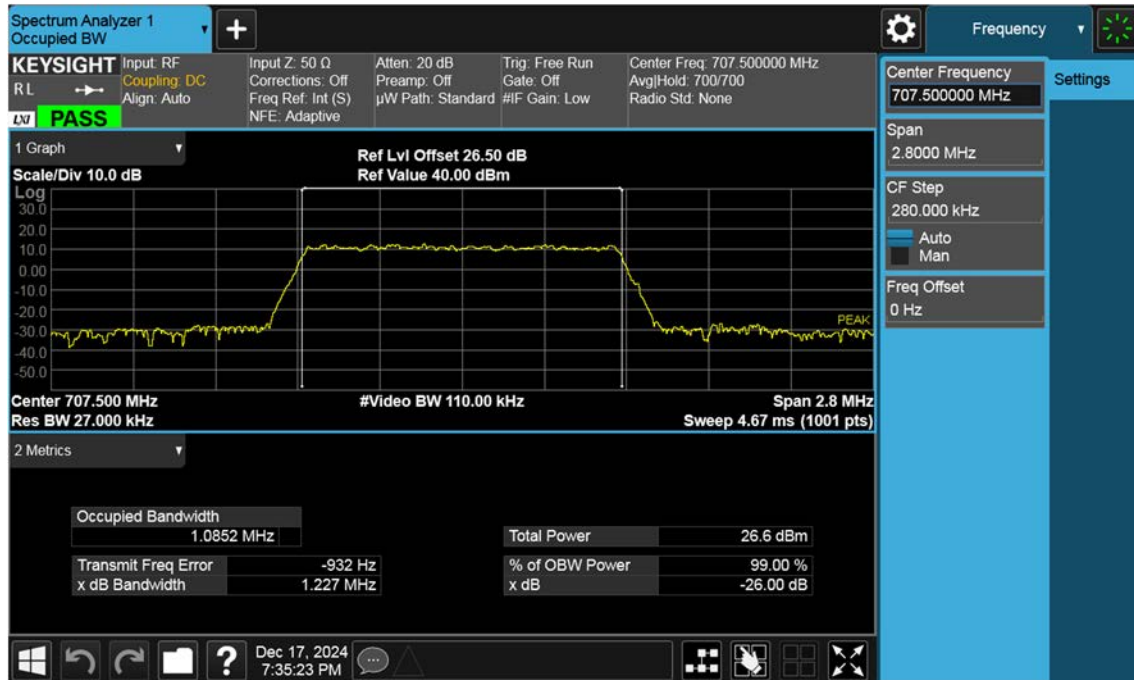 Spectrum Analyzer 1
Occupied BW
+
Frequency
KEYSIGHT
RL
LXI PASS
Input: RF
Coupling: DC
Align: Auto
Input Z: 50 Ω
Corrections: Off
Freq Ref: Int (S)
NFE: Adaptive
Atten: 20 dB
Preamp: Off
µW Path: Standard
Trig: Free Run
Gate: Off
#IF Gain: Low
Center Freq: 707.500000 MHz
Avg|Hold: 700/700
Radio Std: None
Center Frequency
707.500000 MHz
Settings
Span
2.8000 MHz
CF Step
280.000 kHz
Auto
Man
Freq Offset
0 Hz
1 Graph
Scale/Div 10.0 dB
Ref Lvl Offset 26.50 dB
Ref Value 40.00 dBm
Log
30.0
20.0
10.0
0.00
-10.0
-20.0
-30.0
-40.0
-50.0
PEAK
Center 707.500 MHz
#Video BW 110.00 kHz
Span 2.8 MHz
Res BW 27.000 kHz
Sweep 4.67 ms (1001 pts)
2 Metrics
Occupied Bandwidth
1.0852 MHz
Total Power 26.6 dBm
Transmit Freq Error -932 Hz
% of OBW Power 99.00 %
x dB Bandwidth 1.227 MHz
x dB -26.00 dB
?
Dec 17, 2024
7:35:23 PM